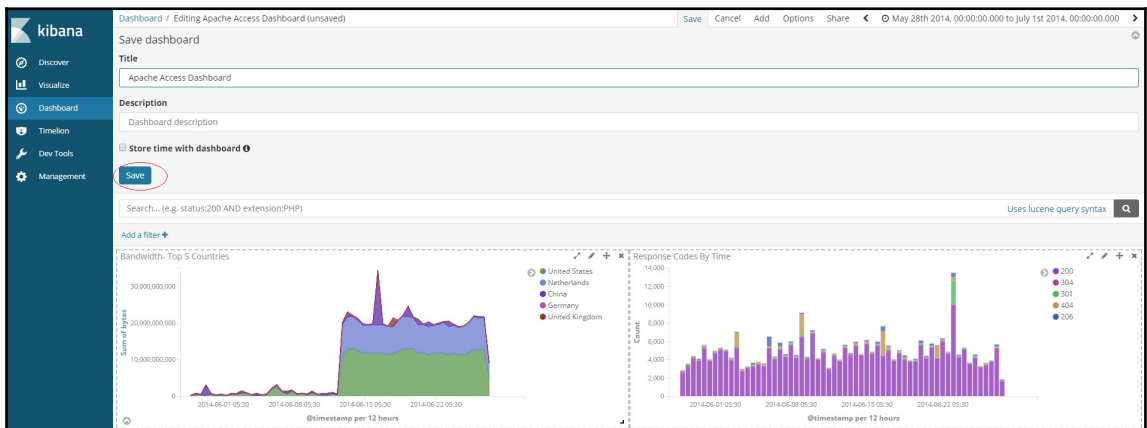 kibana
Discover
Visualize
Dashboard
Timelion
Dev Tools
Management
Dashboard / Editing Apache Access Dashboard (unsaved)
Save Cancel Add Options Share May 28th 2014, 00:00:00.000 to July 1st 2014, 00:00:00.000
Save dashboard
Title
Apache Access Dashboard
Description
Dashboard description
Store time with dashboard
Save
Search... (e.g. status:200 AND extension:PHP) Uses lucene query syntax
Add a filter
Bandwidth- Top 5 Countries
Sum of bytes
30,000,000,000
20,000,000,000
10,000,000,000
0
2014-06-01 05:30 2014-06-08 05:30 2014-06-15 05:30 2014-06-22 05:30
@timestamp per 12 hours
United States
Netherlands
China
Germany
United Kingdom
Response Codes By Time
Count
14,000
12,000
10,000
8,000
6,000
4,000
2,000
0
2014-06-01 05:30 2014-06-08 05:30 2014-06-15 05:30 2014-06-22 05:30
@timestamp per 12 hours
200
304
301
404
206